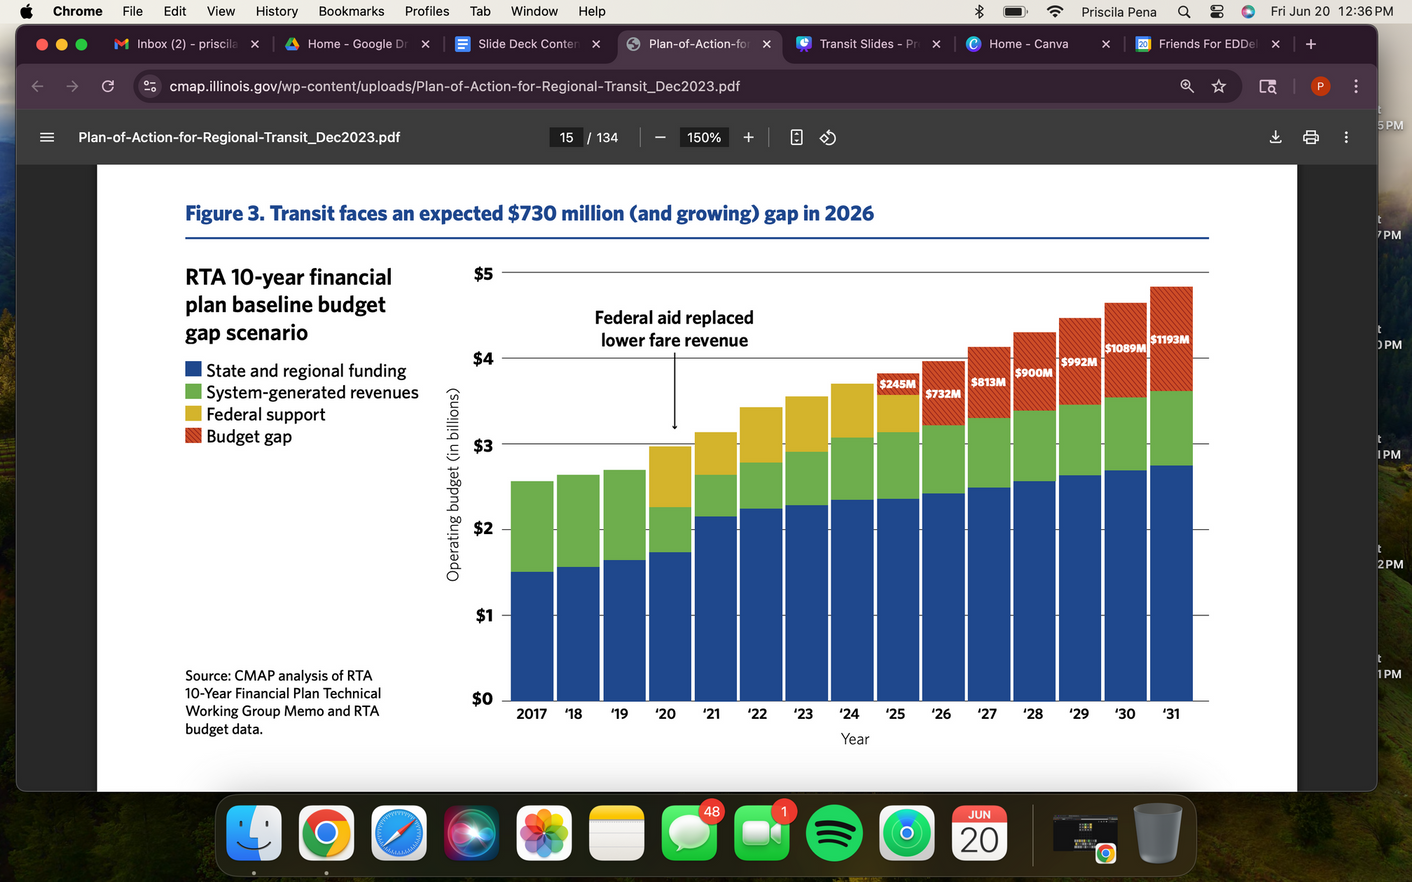 Chrome File Edit View History Bookmarks Profiles Tab Window Help Priscila Pena Fri Jun 20 12:36 PM
Inbox (2) - priscila Home - Google Dr Slide Deck Conten Plan-of-Action-for Transit Slides - Pr Home - Canva 20 Friends For EDDe
cmap.illinois.gov/wp-content/uploads/Plan-of-Action-for-Regional-Transit_Dec2023.pdf P
Plan-of-Action-for-Regional-Transit_Dec2023.pdf 15 / 134 150%
Figure 3. Transit faces an expected $730 million (and growing) gap in 2026
RTA 10-year financial
plan baseline budget
gap scenario
State and regional funding
System-generated revenues
Federal support
Budget gap
Source: CMAP analysis of RTA
10-Year Financial Plan Technical
Working Group Memo and RTA
budget data.
Operating budget (in billions)
$5
$4
$3
$2
$1
$0
Federal aid replaced
lower fare revenue
$245M
$732M
$813M
$900M
$992M
$1089M
$1193M
2017 '18 '19 '20 '21 '22 '23 '24 '25 '26 '27 '28 '29 '30 '31
Year
48
1
JUN
20